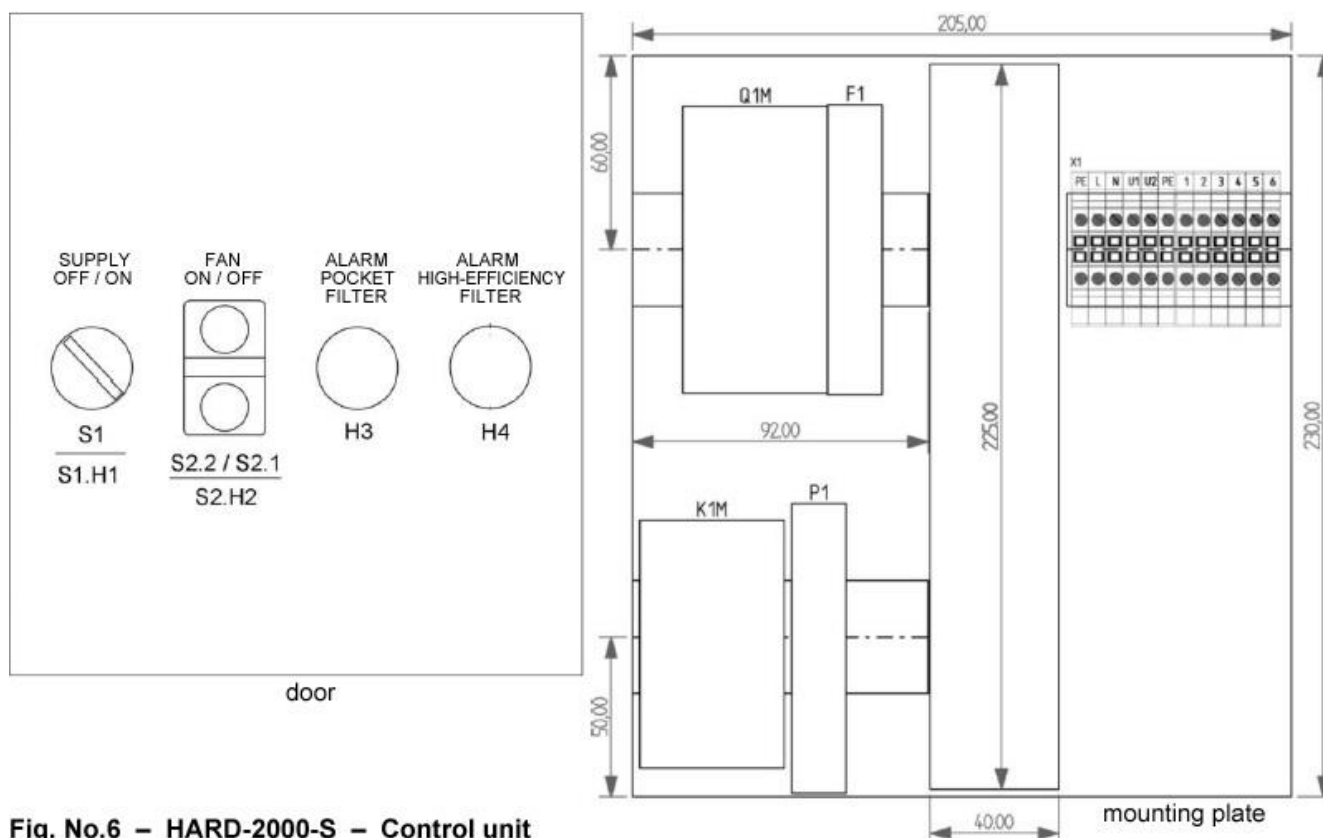 SUPPLY
OFF / ON
FAN
ON / OFF
ALARM
POCKET
FILTER
ALARM
HIGH-EFFICIENCY
FILTER
S1
S1.H1
S2.2 / S2.1
S2.H2
H3
H4
door
205,00
60,00
Q1M
F1
X1
PE L N U1 U2 PE 1 2 3 4 5 6
92.00
225.00
230,00
K1M
P1
50,00
40.00
mounting plate
Fig. No.6 – HARD-2000-S – Control unit